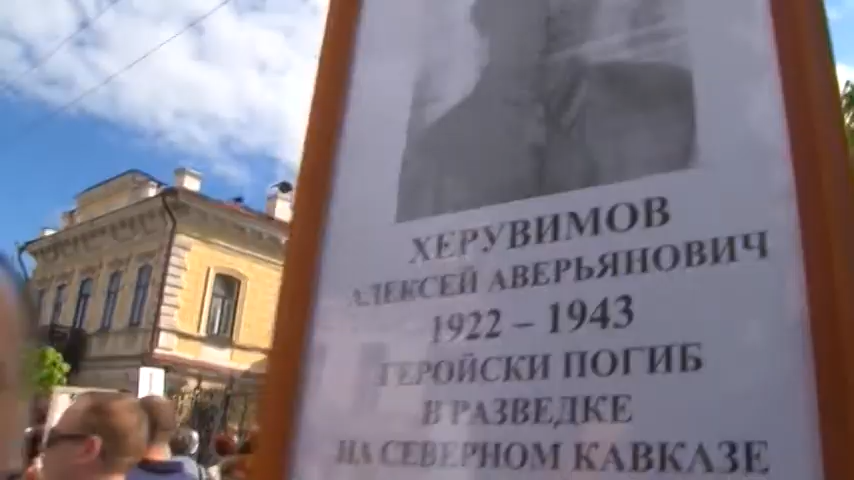 ХЕРУВИМОВ
АЛЕКСЕЙ АВЕРЬЯНОВИЧ
1922 – 1943
ГЕРОЙСКИ ПОГИБ
В РАЗВЕДКЕ
НА СЕВЕРНОМ КАВКАЗЕ